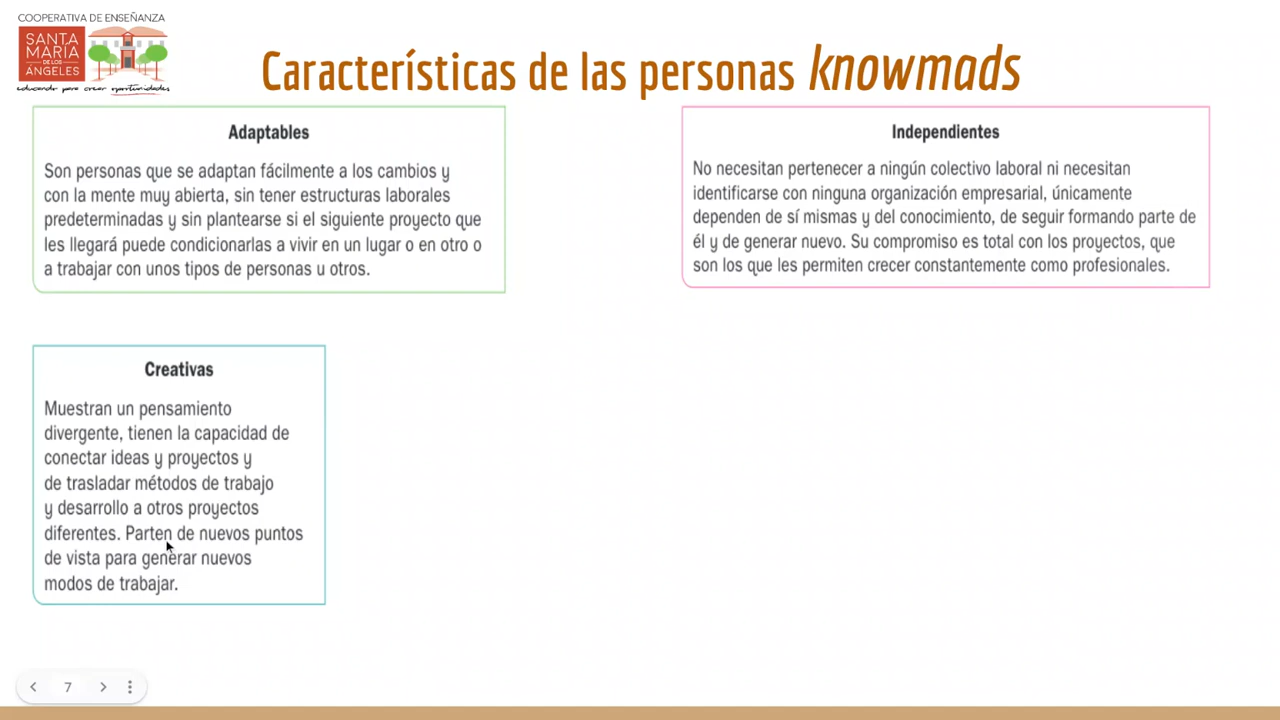 COOPERATIVA DE ENSEÑANZA
SANTA
MARÍA
DE LOS
ÁNGELES
educando para crear oportunidades
Características de las personas knowmads
Adaptables
Son personas que se adaptan fácilmente a los cambios y
con la mente muy abierta, sin tener estructuras laborales
predeterminadas y sin plantearse si el siguiente proyecto que
les llegará puede condicionarlas a vivir en un lugar o en otro o
a trabajar con unos tipos de personas u otros.
Independientes
No necesitan pertenecer a ningún colectivo laboral ni necesitan
identificarse con ninguna organización empresarial, únicamente
dependen de sí mismas y del conocimiento, de seguir formando parte de
él y de generar nuevo. Su compromiso es total con los proyectos, que
son los que les permiten crecer constantemente como profesionales.
Creativas
Muestran un pensamiento
divergente, tienen la capacidad de
conectar ideas y proyectos y
de trasladar métodos de trabajo
y desarrollo a otros proyectos
diferentes. Parten de nuevos puntos
de vista para generar nuevos
modos de trabajar.
7